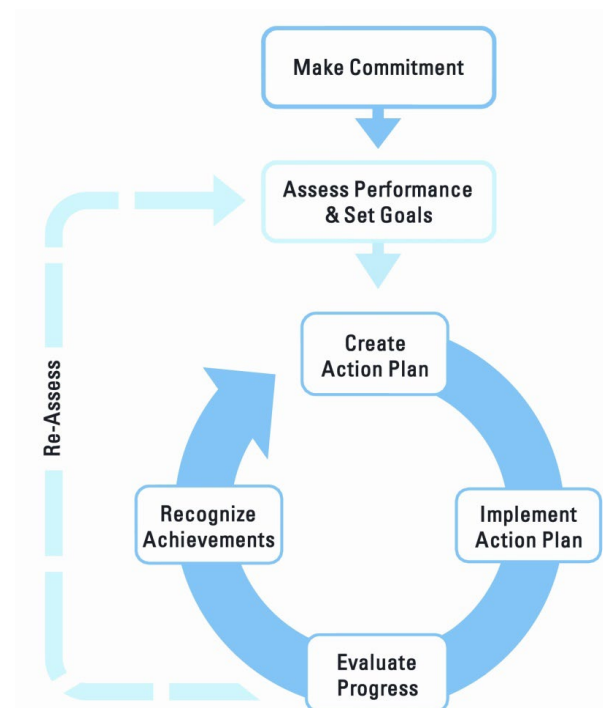 Make Commitment
Assess Performance
& Set Goals
Create
Action Plan
Re-Assess
Recognize
Achievements
Implement
Action Plan
Evaluate
Progress